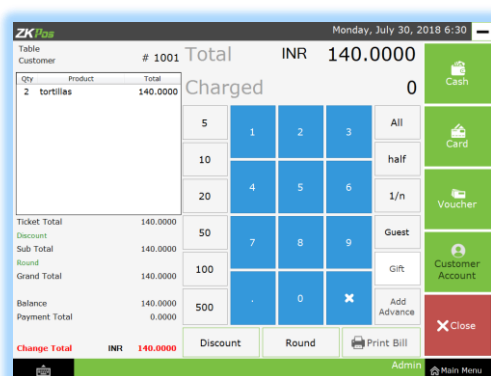 ZKPos Monday, July 30, 2018 6:30
Table
Customer # 1001
Total INR 140.0000
Charged 0
Qty Product Total
2 tortillas 140.0000
5 1 2 3 All
10 half
20 4 5 6 1/n
50 7 8 9 Guest
100 Gift
500 . 0 Add Advance
Discount Round Print Bill
Ticket Total 140.0000
Discount
Sub Total 140.0000
Round
Grand Total 140.0000
Balance 140.0000
Payment Total 0.0000
Change Total INR 140.0000
Cash
Card
Voucher
Customer
Account
Close
Admin
Main Menu